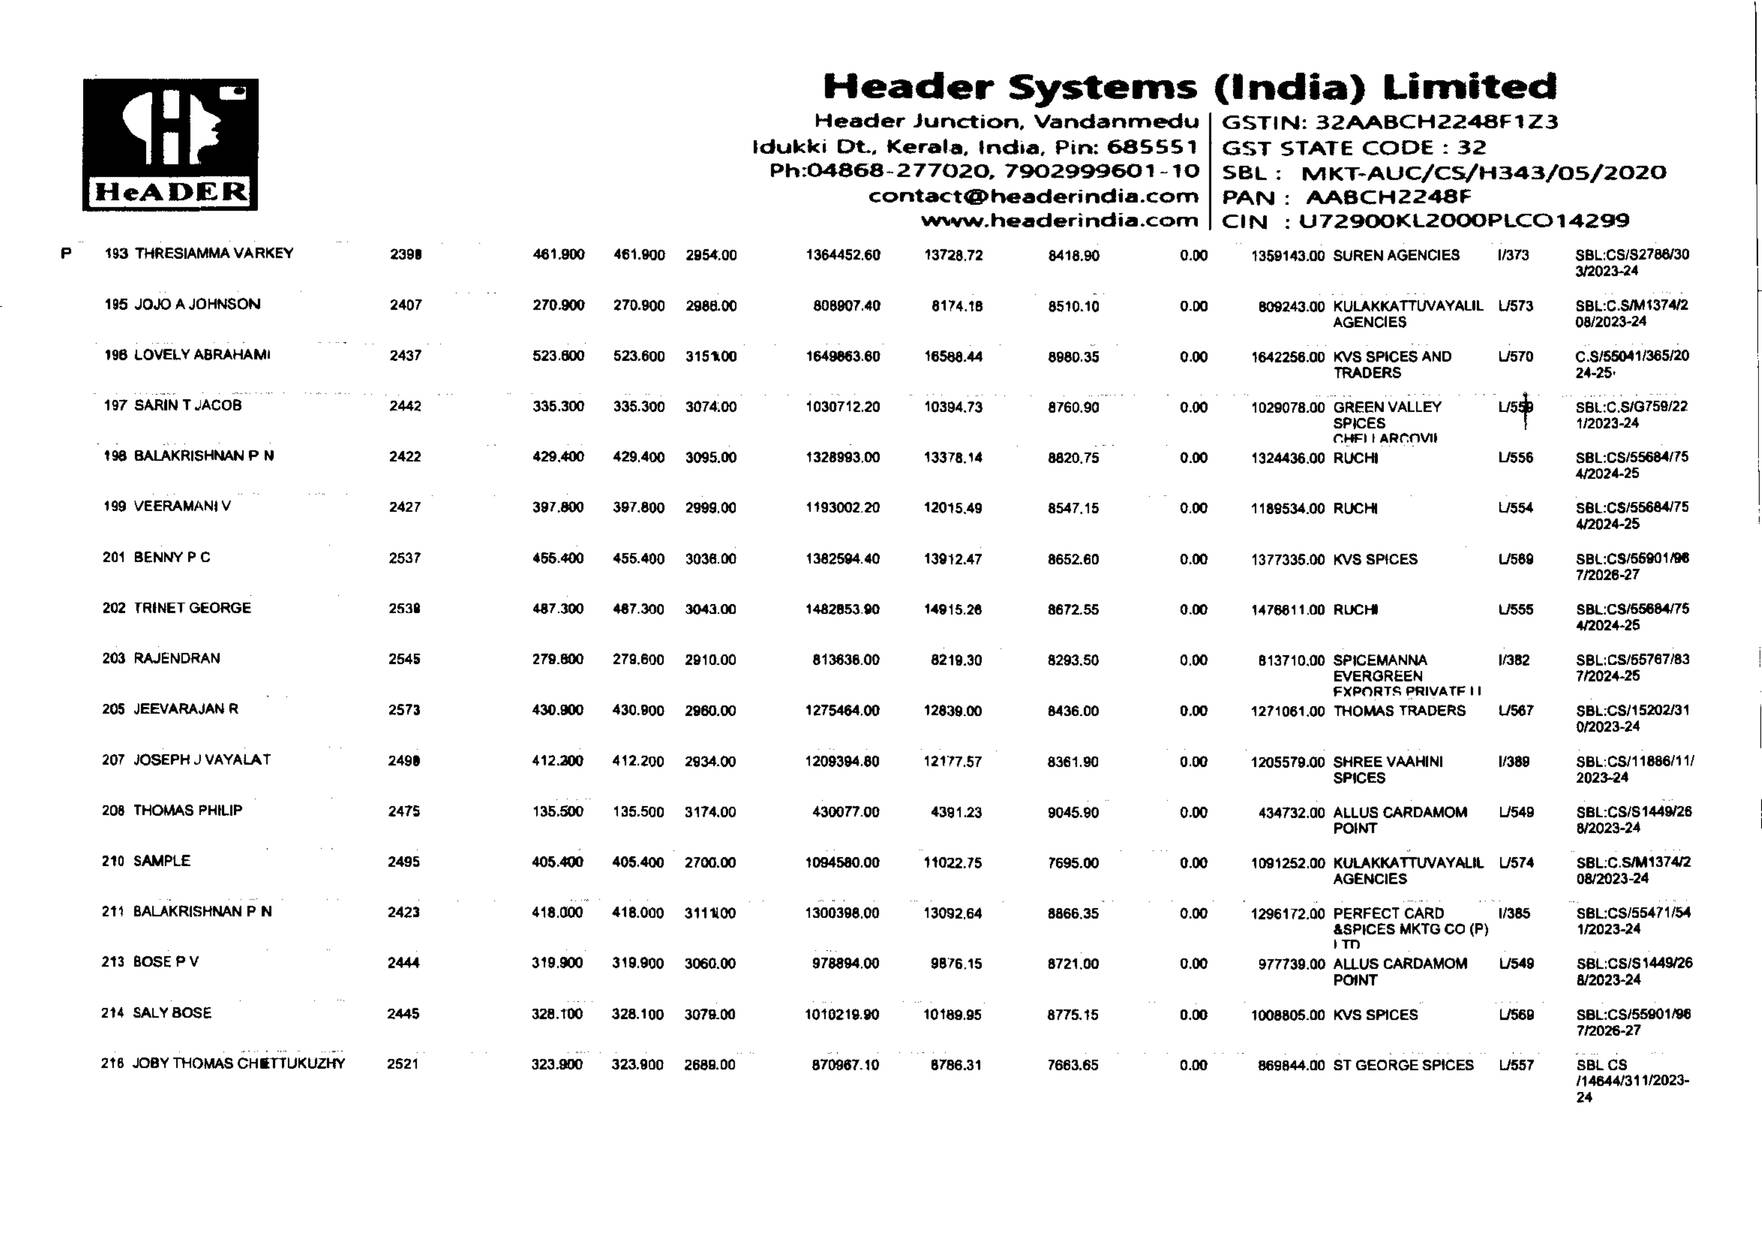 HeADER
Header Systems (India) Limited
Header Junction, Vandanmedu
Idukki Dt., Kerala, India, Pin: 685551
Ph:04868-277020, 7902999601-10
contact@headerindia.com
www.headerindia.com
GSTIN: 32AABCH2248F1Z3
GST STATE CODE : 32
SBL : MKT-AUC/CS/H343/05/2020
PAN : AABCH2248F
CIN : U72900KL2000PLCO14299
P 193 THRESIAMMA VARKEY 2398 461.900 461.900 2954.00 1364452.60 13728.72 8418.90 0.00 1359143.00 SUREN AGENCIES I/373 SBL:CS/S2786/30
3/2023-24
195 JOJO A JOHNSON 2407 270.900 270.900 2986.00 808907.40 8174.18 8510.10 0.00 809243.00 KULAKKATTUVAYALIL L/573 SBL:C.S/M1374/2
AGENCIES 08/2023-24
196 LOVELY ABRAHAMI 2437 523.600 523.600 3151.00 1649863.60 16588.44 8980.35 0.00 1642256.00 KVS SPICES AND L/570 C.S/55041/365/20
TRADERS 24-25
197 SARIN T JACOB 2442 335.300 335.300 3074.00 1030712.20 10394.73 8760.90 0.00 1029078.00 GREEN VALLEY L/559 SBL:C.S/G759/22
SPICES 1/2023-24
198 BALAKRISHNAN P N 2422 429.400 429.400 3095.00 1328993.00 13378.14 8820.75 0.00 1324436.00 RUCHI L/556 SBL:CS/55684/75
4/2024-25
199 VEERAMANI V 2427 397.800 397.800 2999.00 1193002.20 12015.49 8547.15 0.00 1189534.00 RUCHI L/554 SBL:CS/55684/75
4/2024-25
201 BENNY P C 2537 455.400 455.400 3036.00 1382594.40 13912.47 8652.60 0.00 1377335.00 KVS SPICES L/569 SBL:CS/55901/96
7/2026-27
202 TRINET GEORGE 2539 487.300 487.300 3043.00 1482853.90 14915.26 8672.55 0.00 1476611.00 RUCHI L/555 SBL:CS/55684/75
4/2024-25
203 RAJENDRAN 2545 279.600 279.600 2910.00 813636.00 8219.30 8293.50 0.00 813710.00 SPICEMANNA I/382 SBL:CS/55767/83
EVERGREEN 7/2024-25
EXPORTS PRIVATE LI
205 JEEVARAJAN R 2573 430.900 430.900 2960.00 1275464.00 12839.00 8436.00 0.00 1271061.00 THOMAS TRADERS L/567 SBL:CS/15202/31
0/2023-24
207 JOSEPH J VAYALAT 2499 412.200 412.200 2934.00 1209394.80 12177.57 8361.90 0.00 1205579.00 SHREE VAAHINI I/389 SBL:CS/11886/11/
SPICES 2023-24
208 THOMAS PHILIP 2475 135.500 135.500 3174.00 430077.00 4391.23 9045.90 0.00 434732.00 ALLUS CARDAMOM L/549 SBL:CS/S1449/26
POINT 8/2023-24
210 SAMPLE 2495 405.400 405.400 2700.00 1094580.00 11022.75 7695.00 0.00 1091252.00 KULAKKATTUVAYALIL L/574 SBL:C.S/M1374/2
AGENCIES 08/2023-24
211 BALAKRISHNAN P N 2423 418.000 418.000 3111.00 1300398.00 13092.64 8866.35 0.00 1296172.00 PERFECT CARD I/385 SBL:CS/55471/54
&SPICES MKTG CO (P) 1/2023-24
LTD
213 BOSE P V 2444 319.900 319.900 3060.00 978894.00 9876.15 8721.00 0.00 977739.00 ALLUS CARDAMOM L/549 SBL:CS/S1449/26
POINT 8/2023-24
214 SALY BOSE 2445 328.100 328.100 3079.00 1010219.90 10189.95 8775.15 0.00 1008805.00 KVS SPICES L/569 SBL:CS/55901/96
7/2026-27
216 JOBY THOMAS CHETTUKUZHY 2521 323.900 323.900 2689.00 870967.10 8786.31 7663.65 0.00 869844.00 ST GEORGE SPICES L/557 SBL CS
/14644/311/2023-
24